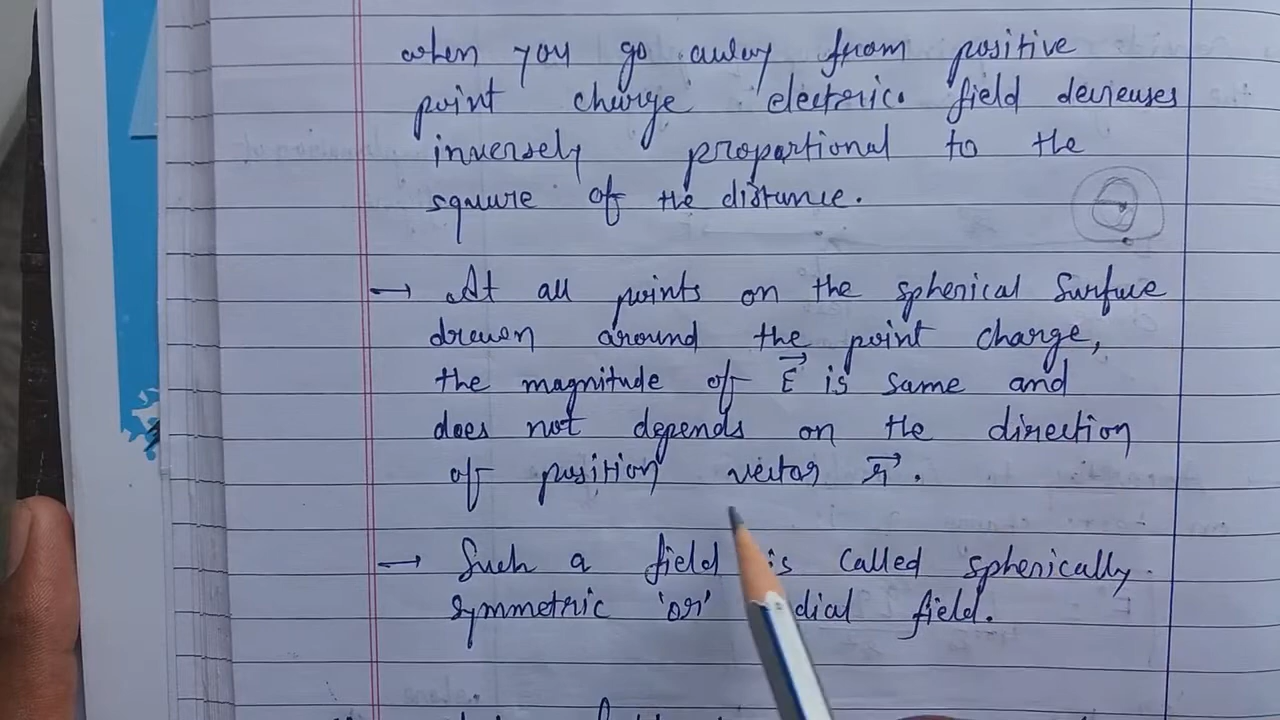 when you go away from positive
point charge electric field decreases
inversely proportional to the
square of the distance.
→ At all points on the spherical surface
drawn around the point charge,
the magnitude of E⃗ is same and
does not depends on the direction
of position vector r⃗.
→ Such a field is called spherically
symmetric 'or' dial field.